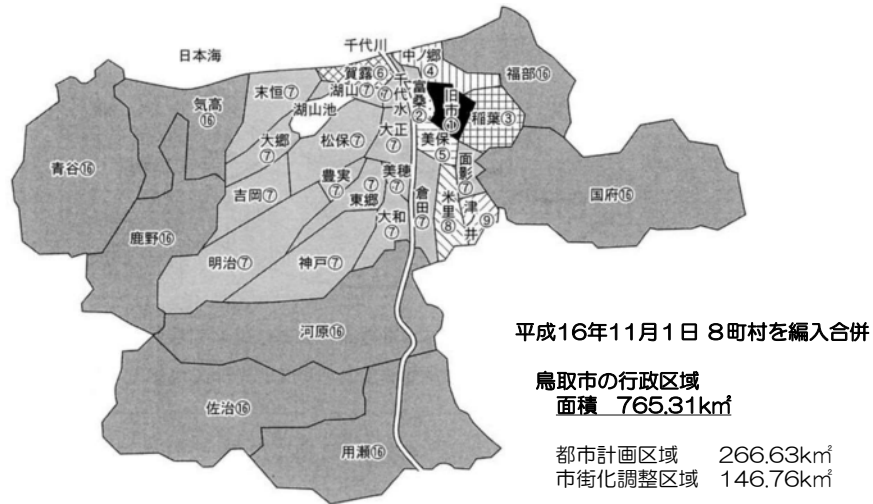 日本海
千代川
中ノ郷④
賀露⑥
福部⑯
末恒⑦
湖山⑦
千代水⑦
富桑②
旧市①
気高⑯
湖山池
稲葉③
大郷⑦
松保⑦
大正⑦
美保⑤
青谷⑯
面影⑦
豊実⑦
美穂⑦
吉岡⑦
東郷⑦
倉田⑦
米里⑧
津ノ井⑨
国府⑯
鹿野⑯
大和⑦
明治⑦
神戸⑦
河原⑯
佐治⑯
用瀬⑯
平成16年11月1日 8町村を編入合併
鳥取市の行政区域
面積 765.31k㎡
都市計画区域 266.63k㎡
市街化調整区域 146.76k㎡